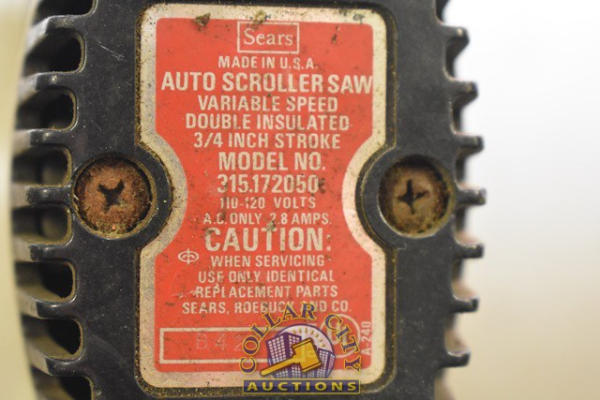 Sears
MADE IN U.S.A.
AUTO SCROLLER SAW
VARIABLE SPEED
DOUBLE INSULATED
3/4 INCH STROKE
MODEL NO.
315.172050
110-120 VOLTS
A.C. ONLY 2.8 AMPS.
CAUTION:
WHEN SERVICING
USE ONLY IDENTICAL
REPLACEMENT PARTS
SEARS, ROEBUCK AND CO.
A-240
COLLAR CITY
AUCTIONS